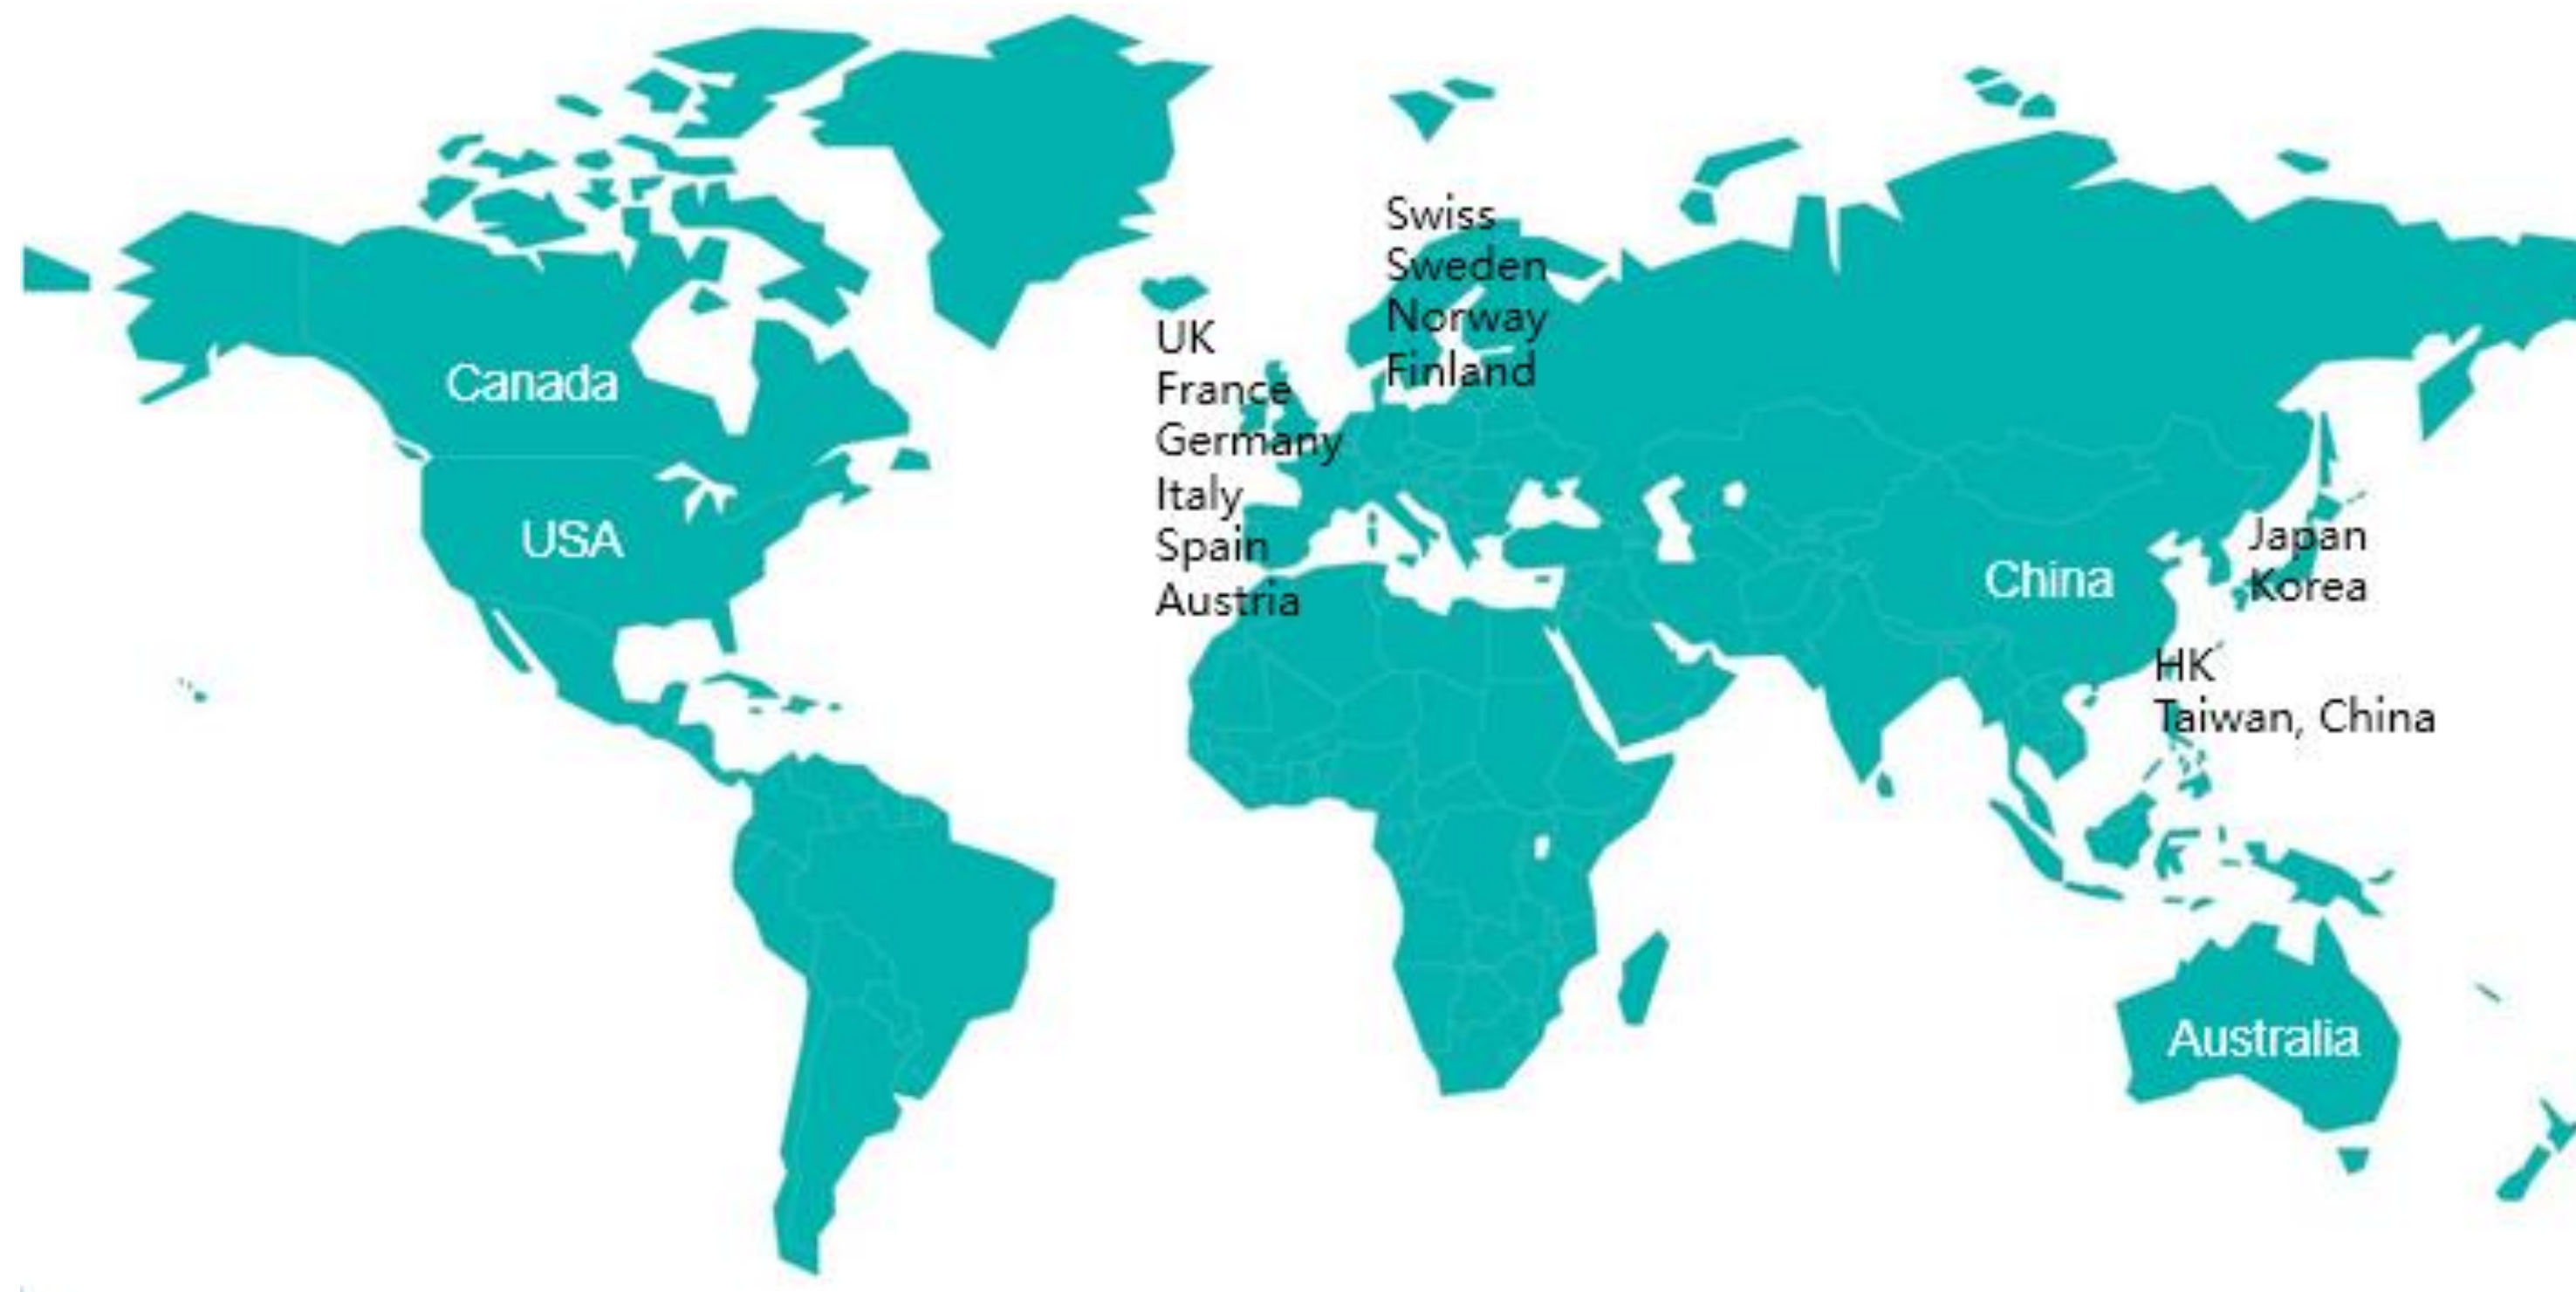 Swiss
Sweden
Norway
Finland
UK
France
Germany
Italy
Spain
Austria
Canada
USA
China
Japan
Korea
HK
Taiwan, China
Australia